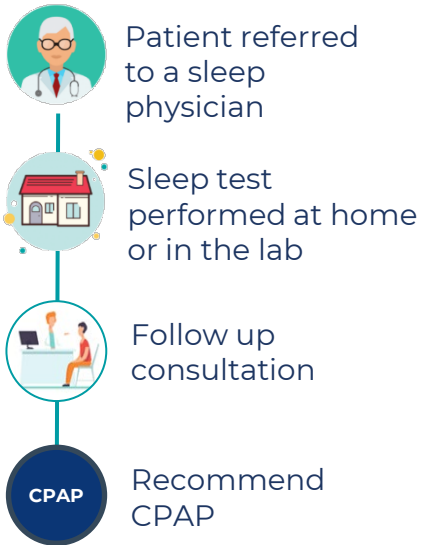 Patient referred
to a sleep
physician
Sleep test
performed at home
or in the lab
Follow up
consultation
CPAP
Recommend
CPAP